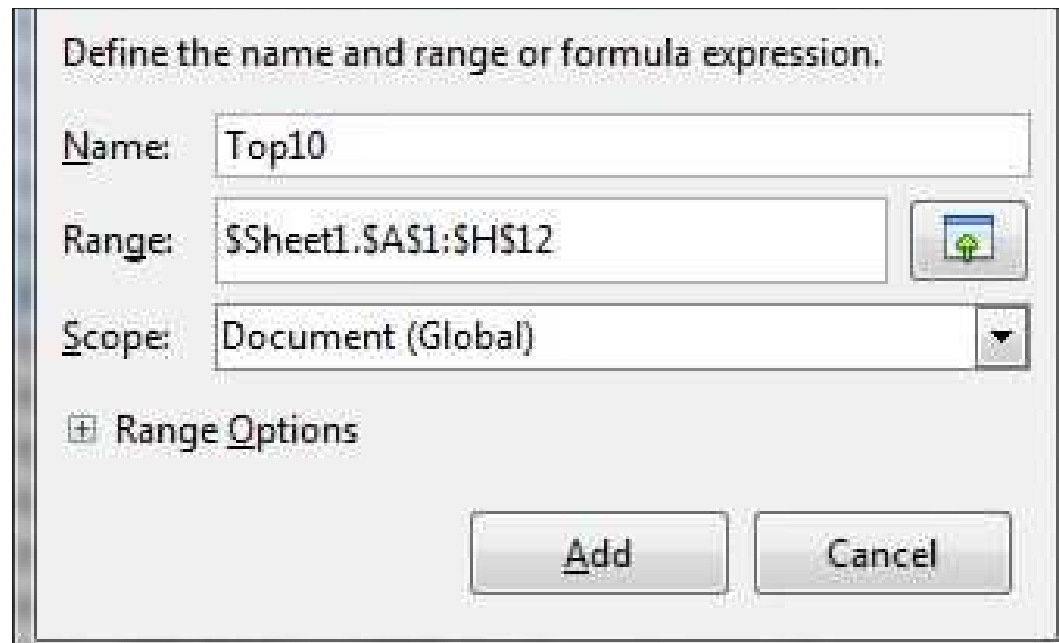 Define the name and range or formula expression.
Name: Top10
Range: $Sheet1.$A$1:$H$12
Scope: Document (Global)
Range Options
Add Cancel